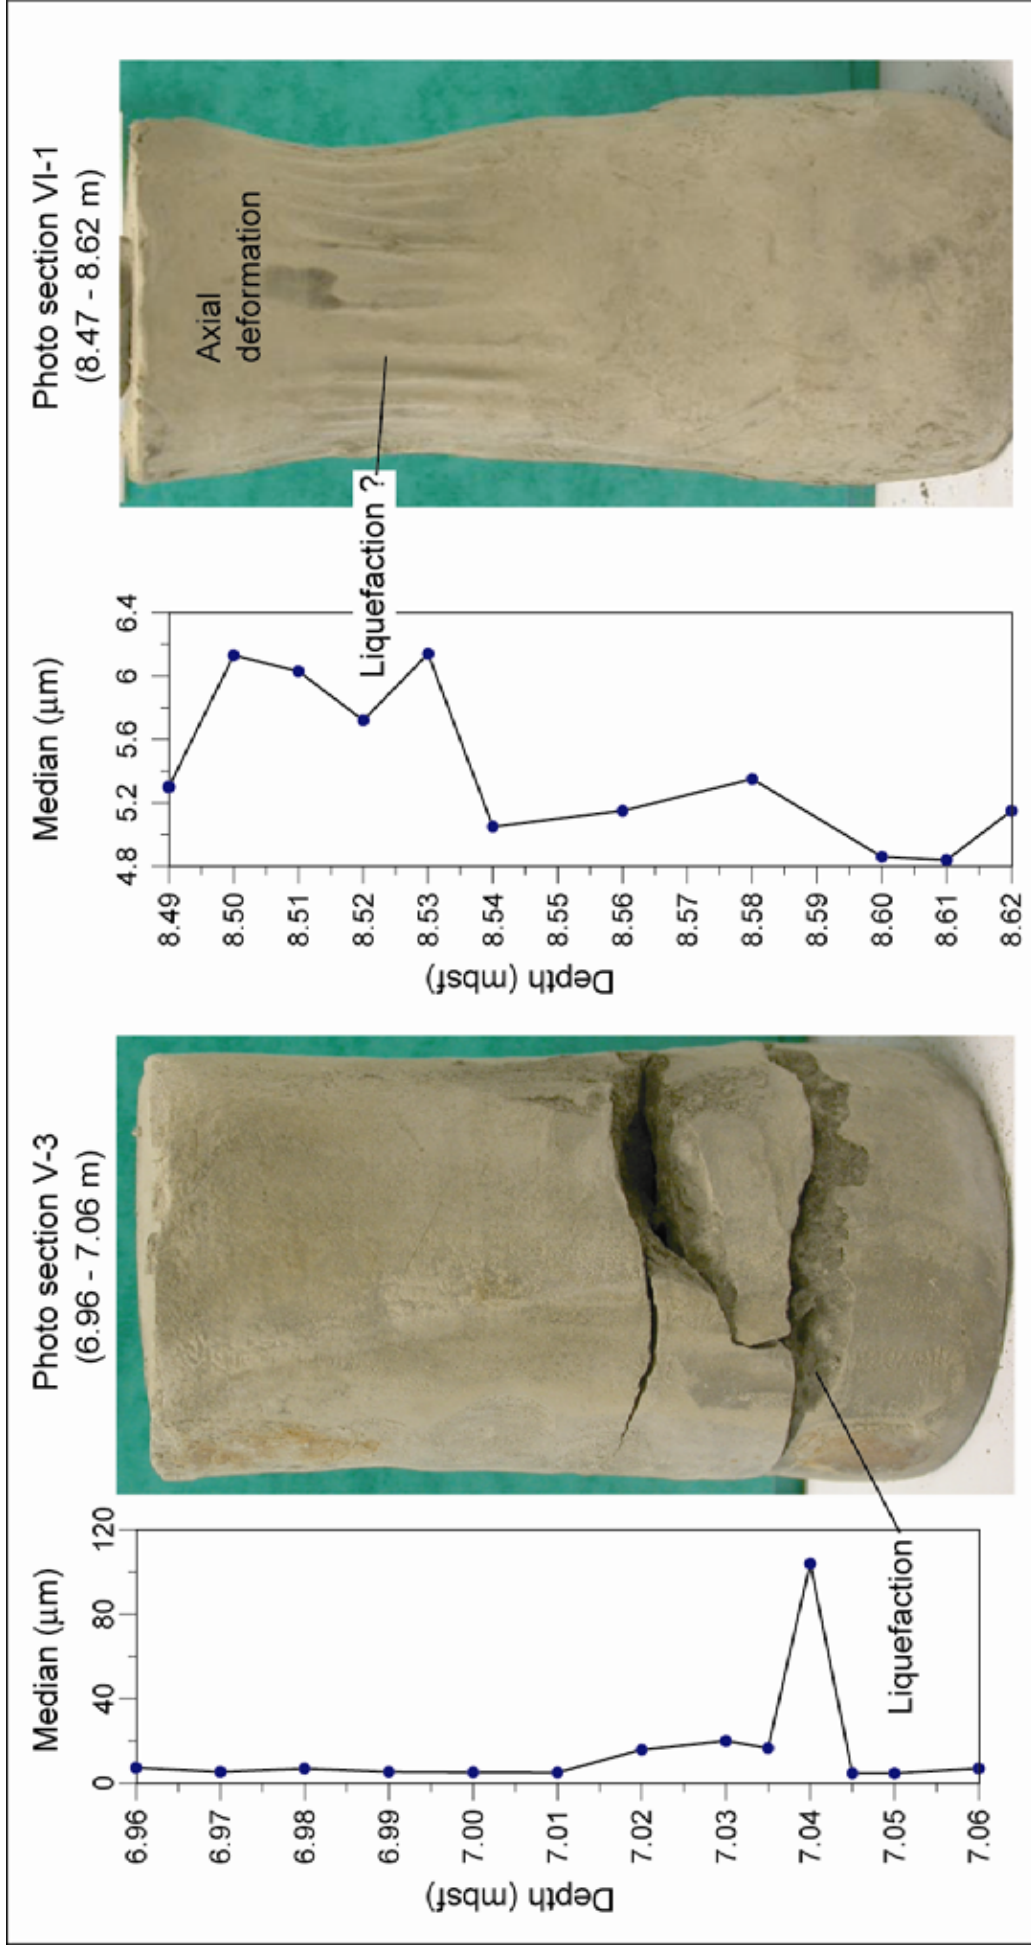 Photo section V-3
(6.96 - 7.06 m)
Median (μm)
0
40
80
120
Depth (mbsf)
6.96
6.97
6.98
6.99
7.00
7.01
7.02
7.03
7.04
7.05
7.06
Liquefaction
Photo section VI-1
(8.47 - 8.62 m)
Median (μm)
4.8
5.2
5.6
6
6.4
Depth (mbsf)
8.49
8.50
8.51
8.52
8.53
8.54
8.56
8.57
8.58
8.59
8.60
8.61
8.62
Liquefaction ?
Axial
deformation